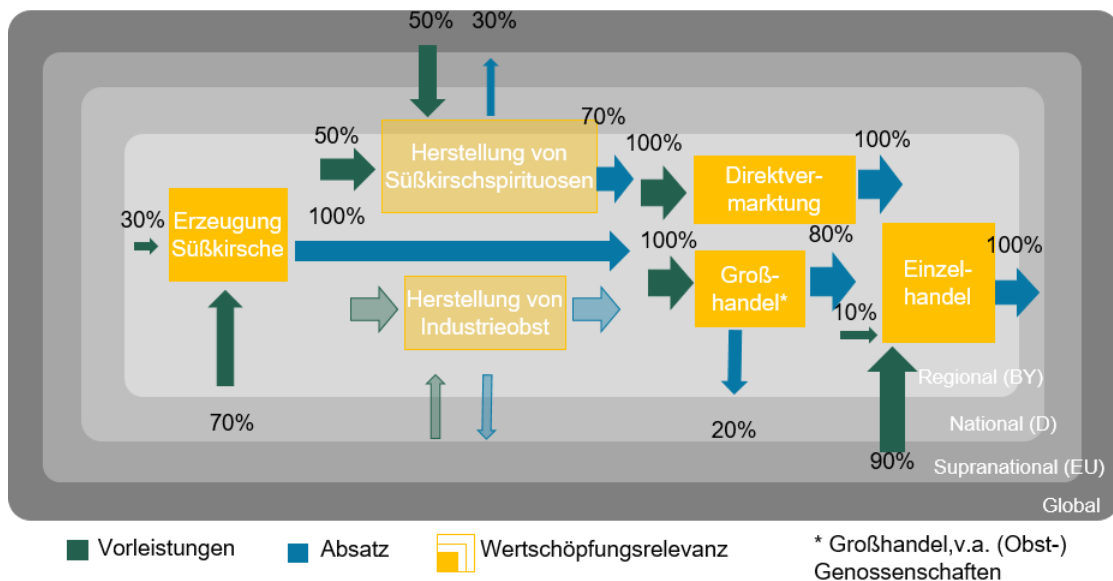 50%
30%
50%
Herstellung von
Süßkirschspirituosen
70%
100%
Direktver-
marktung
100%
30%
Erzeugung
Süßkirsche
100%
100%
Groß-
handel*
80%
Einzel-
handel
100%
Herstellung von
Industrieobst
10%
70%
20%
90%
Regional (BY)
National (D)
Supranational (EU)
Global
Vorleistungen
Absatz
Wertschöpfungsrelevanz
* Großhandel,v.a. (Obst-)
Genossenschaften